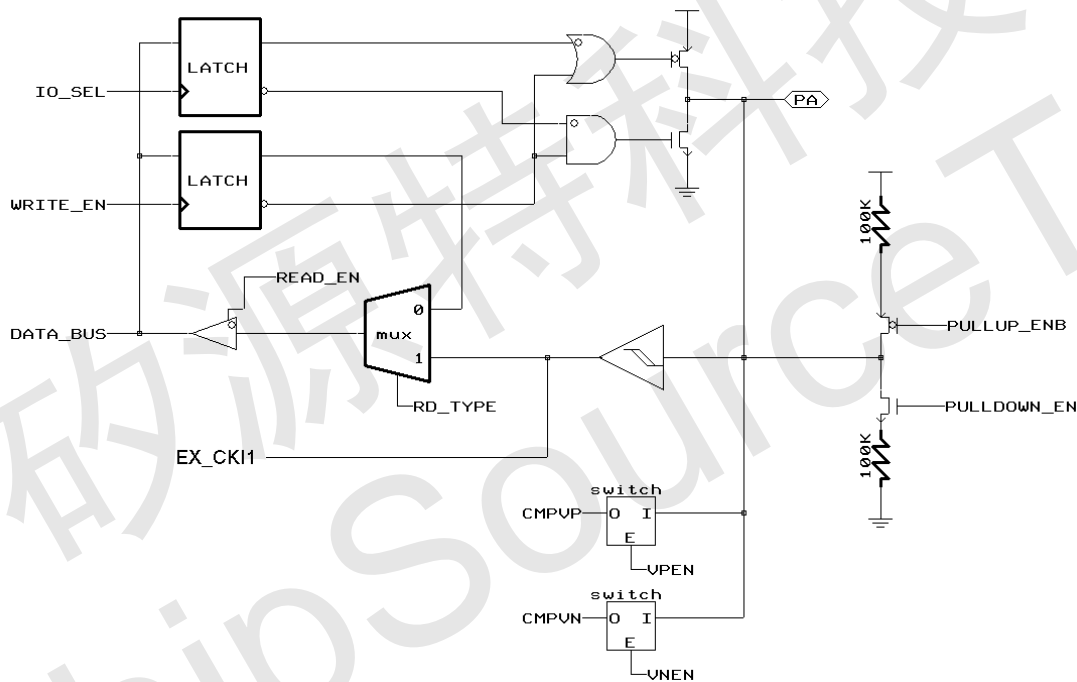 LATCH
IO_SEL
PA
LATCH
WRITE_EN
100K
READ_EN
0
DATA_BUS
mux
PULLUP_ENB
1
RD_TYPE
PULLDOWN_EN
EX_CKI1
100K
switch
CMPVP
O I
E
VPEN
switch
CMPVN
O I
E
VNEN
矽源特科技
hipSourceT